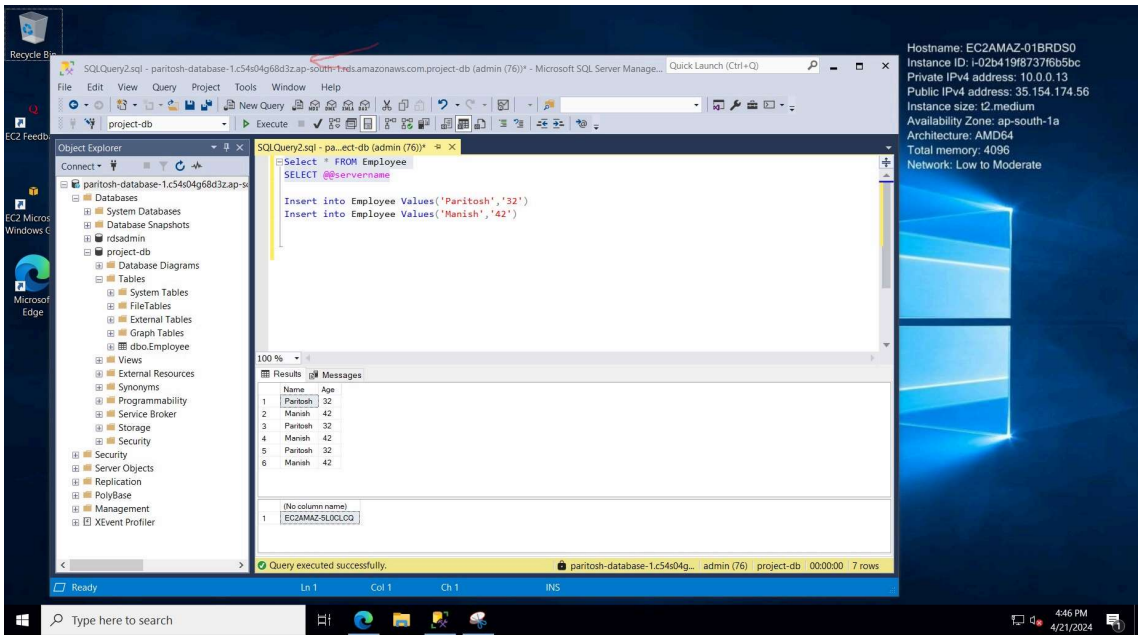 Recycle Bin
EC2 Feedb
EC2 Micros
Windows G
Microsof
Edge
Hostname: EC2AMAZ-01BRDS0
Instance ID: i-02b419f8737f6b5bc
Private IPv4 address: 10.0.0.13
Public IPv4 address: 35.154.174.56
Instance size: t2.medium
Availability Zone: ap-south-1a
Architecture: AMD64
Total memory: 4096
Network: Low to Moderate
SQLQuery2.sql - paritosh-database-1.c54s04g68d3z.ap-south-1.rds.amazonaws.com.project-db (admin (76))* - Microsoft SQL Server Manage... Quick Launch (Ctrl+Q)
File Edit View Query Project Tools Window Help
New Query
project-db Execute
Object Explorer
Connect
paritosh-database-1.c54s04g68d3z.ap-so
Databases
System Databases
Database Snapshots
rdsadmin
project-db
Database Diagrams
Tables
System Tables
FileTables
External Tables
Graph Tables
dbo.Employee
Views
External Resources
Synonyms
Programmability
Service Broker
Storage
Security
Security
Server Objects
Replication
PolyBase
Management
XEvent Profiler
SQLQuery2.sql - pa...ect-db (admin (76))*
Select * FROM Employee
SELECT @@servername
Insert into Employee Values('Paritosh','32')
Insert into Employee Values('Manish','42')
100 %
Results Messages
Name Age
1 Paritosh 32
2 Manish 42
3 Paritosh 32
4 Manish 42
5 Paritosh 32
6 Manish 42
(No column name)
1 EC2AMAZ-5L0CLCQ
Query executed successfully. paritosh-database-1.c54s04g... admin (76) project-db 00:00:00 7 rows
Ready Ln 1 Col 1 Ch 1 INS
Type here to search
4:46 PM
4/21/2024
1